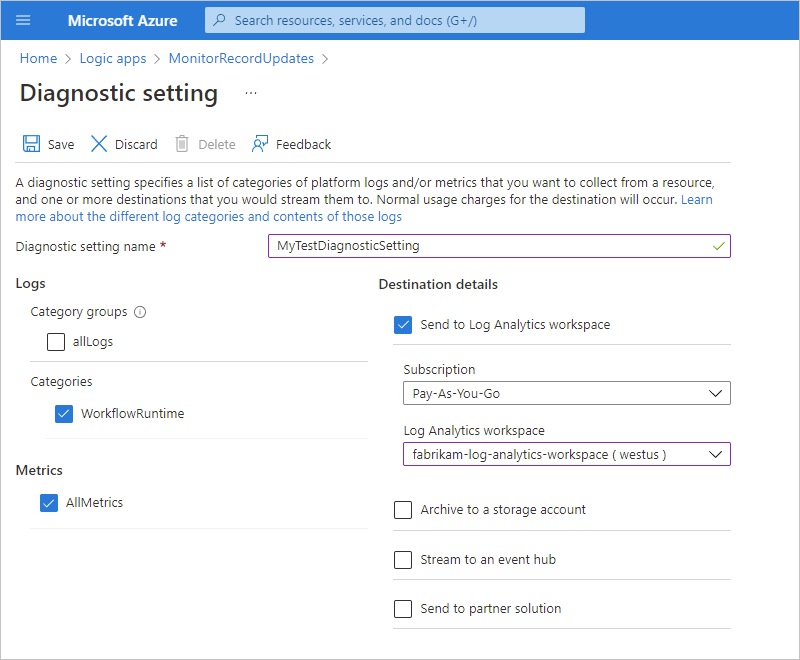 Microsoft Azure
Search resources, services, and docs (G+/)
Home > Logic apps > MonitorRecordUpdates >
Diagnostic setting ...
Save Discard Delete Feedback
A diagnostic setting specifies a list of categories of platform logs and/or metrics that you want to collect from a resource,
and one or more destinations that you would stream them to. Normal usage charges for the destination will occur. Learn
more about the different log categories and contents of those logs
Diagnostic setting name *
MyTestDiagnosticSetting
Logs
Category groups
allLogs
Categories
WorkflowRuntime
Metrics
AllMetrics
Destination details
Send to Log Analytics workspace
Subscription
Pay-As-You-Go
Log Analytics workspace
fabrikam-log-analytics-workspace ( westus )
Archive to a storage account
Stream to an event hub
Send to partner solution